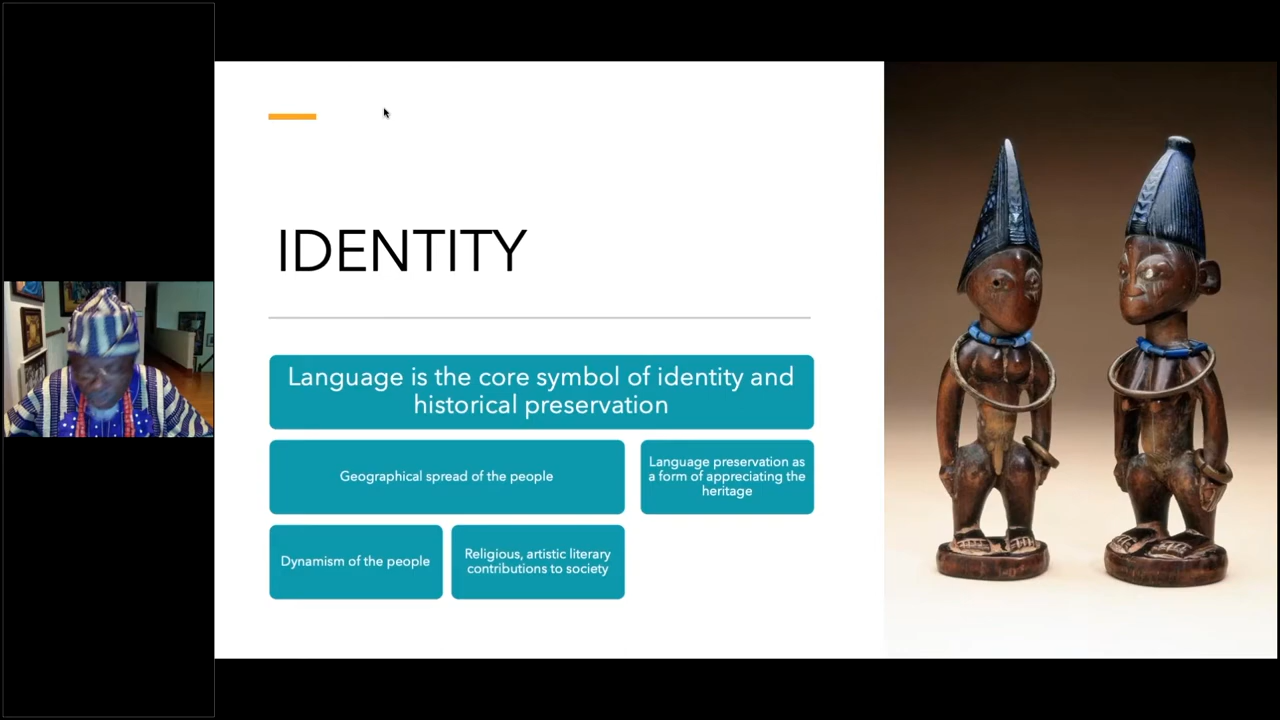 IDENTITY
Language is the core symbol of identity and
historical preservation
Geographical spread of the people
Language preservation as
a form of appreciating the
heritage
Dynamism of the people
Religious, artistic literary
contributions to society